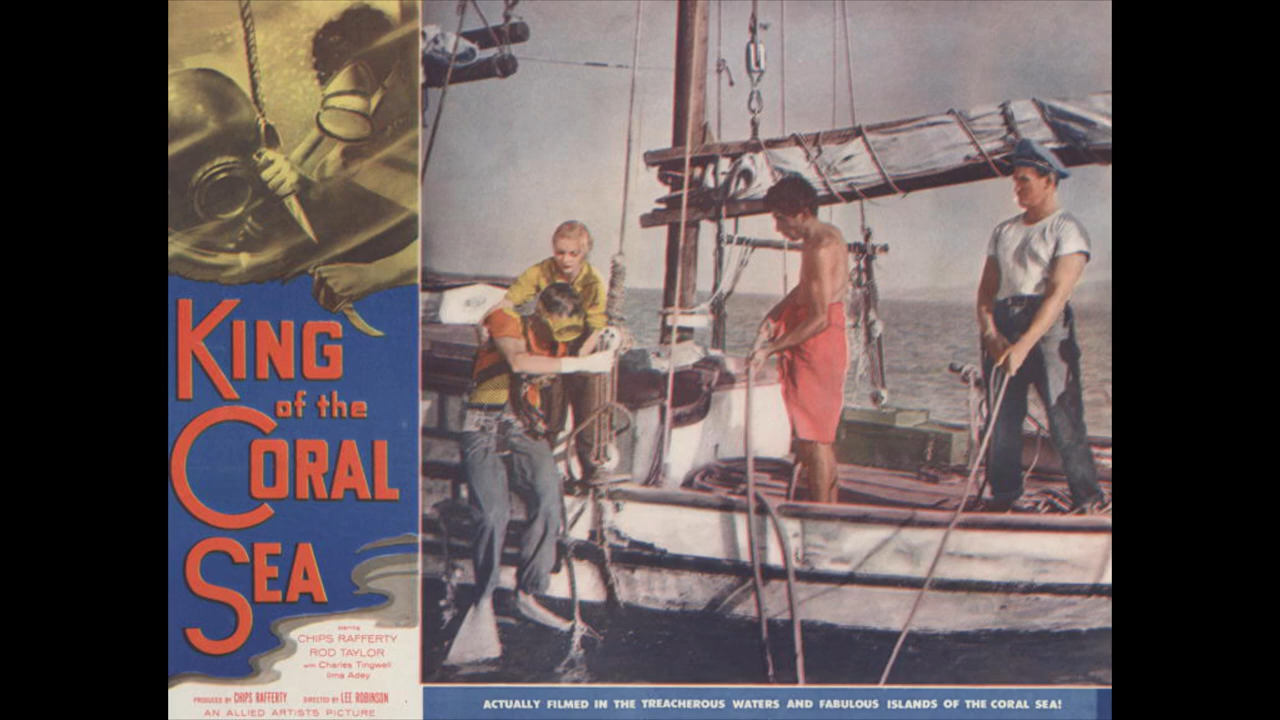 KING
of the
CORAL
SEA
starring
CHIPS RAFFERTY
ROD TAYLOR
with Charles Tingwell
Ilma Adey
PRODUCED BY CHIPS RAFFERTY DIRECTED BY LEE ROBINSON
AN ALLIED ARTISTS PICTURE
ACTUALLY FILMED IN THE TREACHEROUS WATERS AND FABULOUS ISLANDS OF THE CORAL SEA!